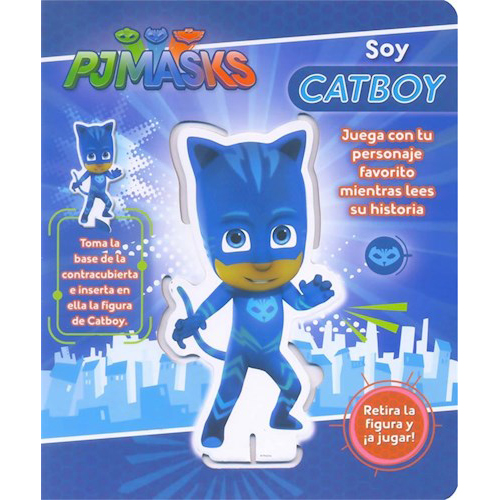 PJMASKS
Soy
CATBOY
Juega con tu
personaje
favorito
mientras lees
su historia
Toma la
base de la
contracubierta
e inserta en
ella la figura
de Catboy.
Retira la
figura y
¡a jugar!